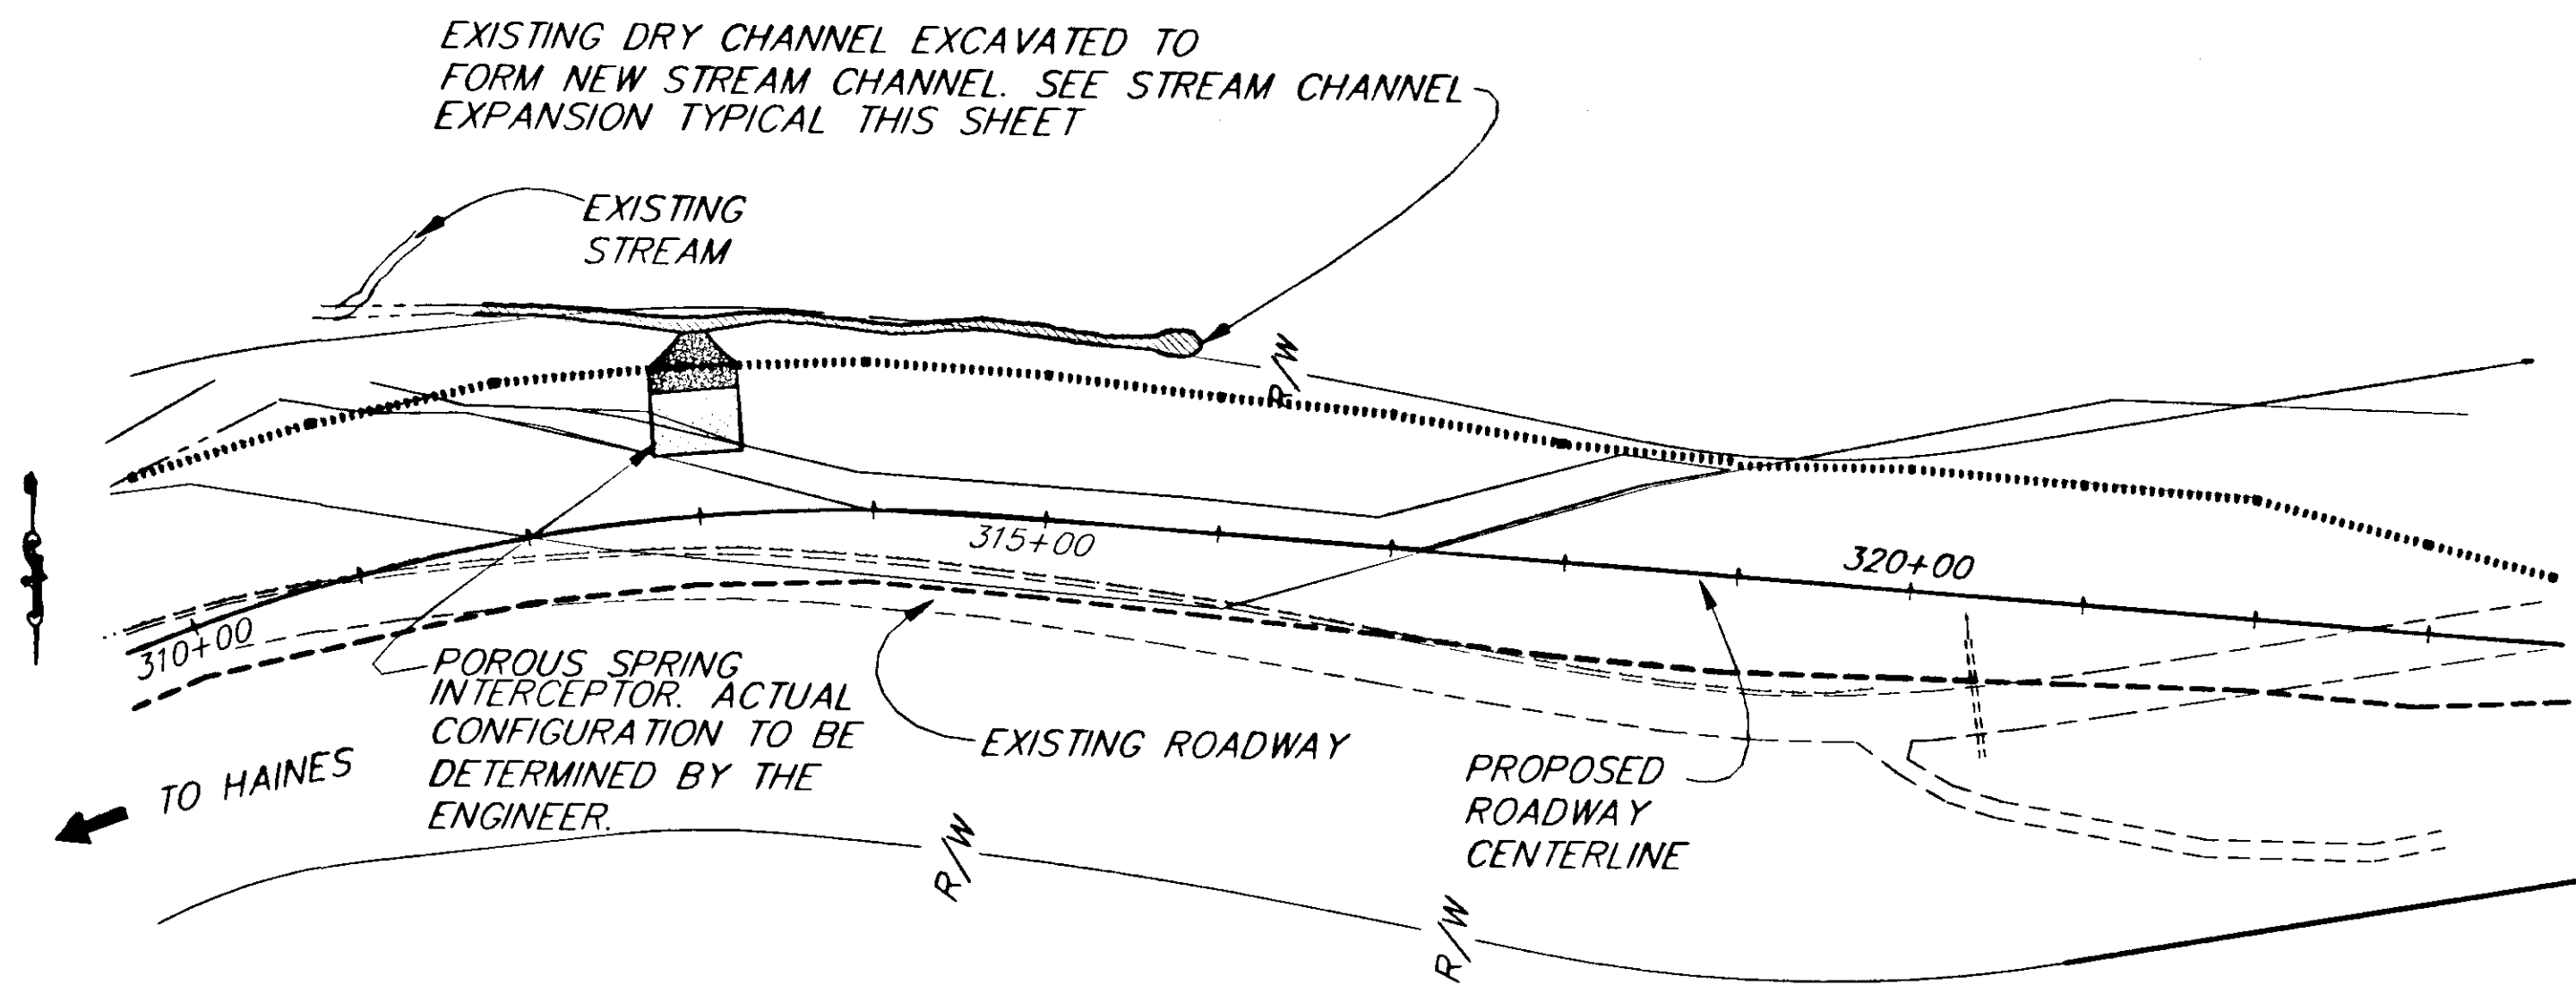 EXISTING DRY CHANNEL EXCAVATED TO
FORM NEW STREAM CHANNEL. SEE STREAM CHANNEL
EXPANSION TYPICAL THIS SHEET
EXISTING
STREAM
R/W
315+00
320+00
310+00
POROUS SPRING
INTERCEPTOR. ACTUAL
CONFIGURATION TO BE
DETERMINED BY THE
ENGINEER.
EXISTING ROADWAY
PROPOSED
ROADWAY
CENTERLINE
TO HAINES
R/W
R/W